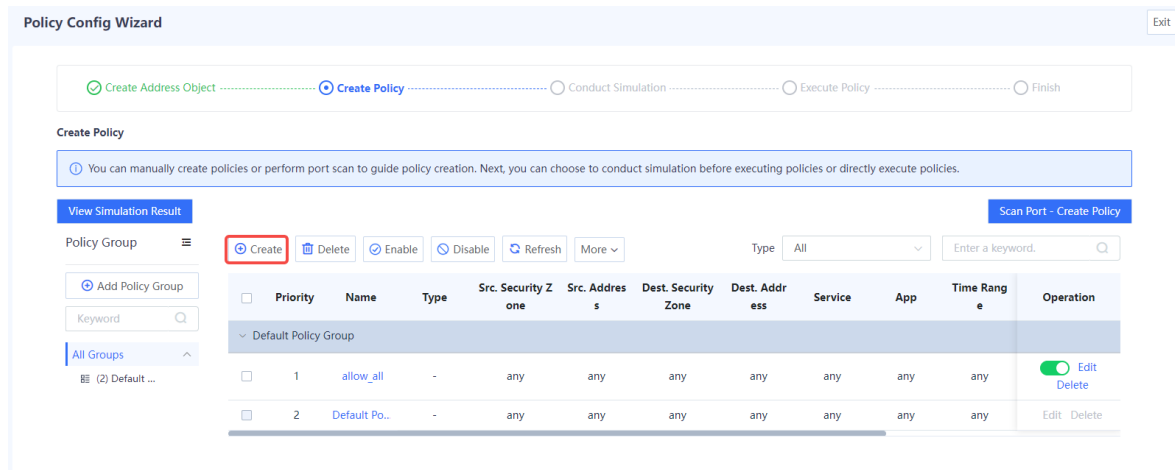 Policy Config Wizard
Exit
Create Address Object
Create Policy
Conduct Simulation
Execute Policy
Finish
Create Policy
You can manually create policies or perform port scan to guide policy creation. Next, you can choose to conduct simulation before executing policies or directly execute policies.
View Simulation Result
Scan Port - Create Policy
Policy Group
Create
Delete
Enable
Disable
Refresh
More
Type
All
Enter a keyword.
Add Policy Group
Keyword
All Groups
(2) Default ...
Priority Name Type Src. Security Z Src. Addres Dest. Security Dest. Addr Service App Time Rang Operation
one s Zone ess e
Default Policy Group
1 allow_all - any any any any any any any Edit
Delete
2 Default Po... - any any any any any any any Edit Delete